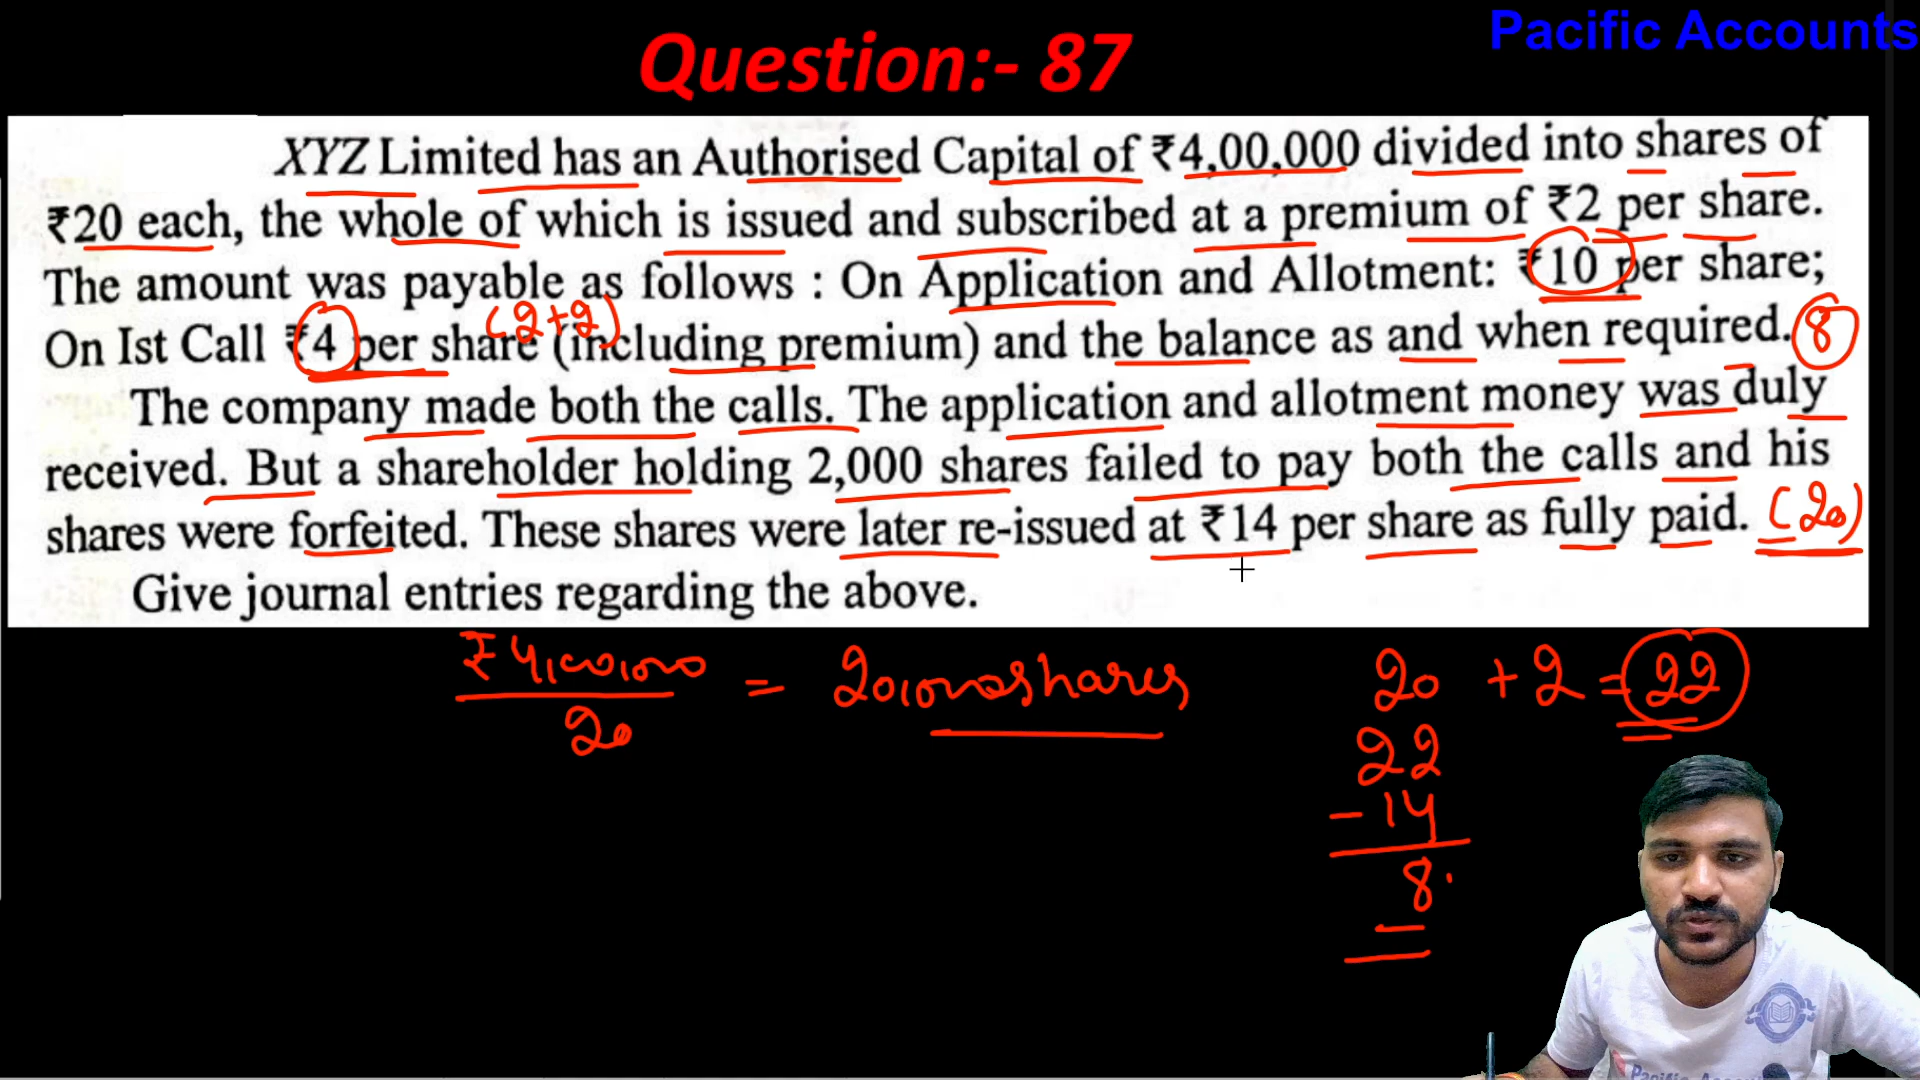 Pacific Accounts
Question:- 87
XYZ Limited has an Authorised Capital of ₹4,00,000 divided into shares of
₹20 each, the whole of which is issued and subscribed at a premium of ₹2 per share.
The amount was payable as follows : On Application and Allotment: ₹10 per share;
(2+2)
On Ist Call ₹4 per share (including premium) and the balance as and when required. 8
The company made both the calls. The application and allotment money was duly
received. But a shareholder holding 2,000 shares failed to pay both the calls and his
shares were forfeited. These shares were later re-issued at ₹14 per share as fully paid. (20)
Give journal entries regarding the above.
₹4,00,000
20
= 20,000 shares
20 + 2 = 22
22
- 14
8